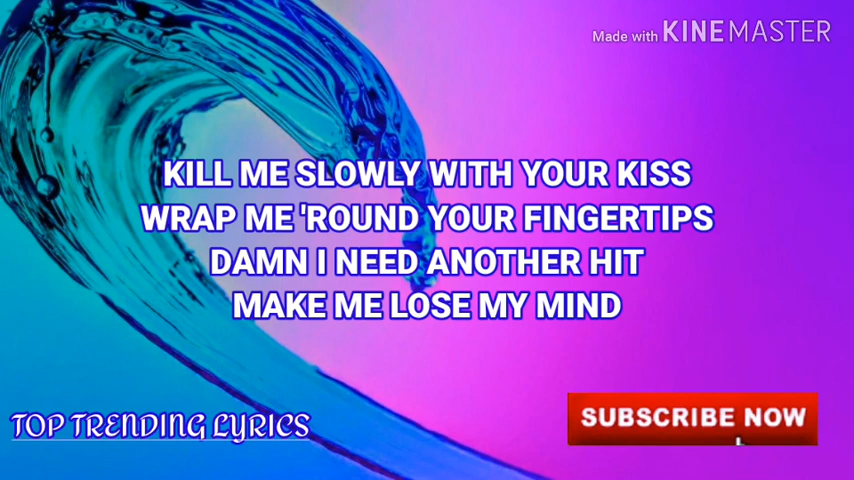 Made with KINEMASTER
KILL ME SLOWLY WITH YOUR KISS
WRAP ME 'ROUND YOUR FINGERTIPS
DAMN I NEED ANOTHER HIT
MAKE ME LOSE MY MIND
TOP TRENDING LYRICS
SUBSCRIBE NOW